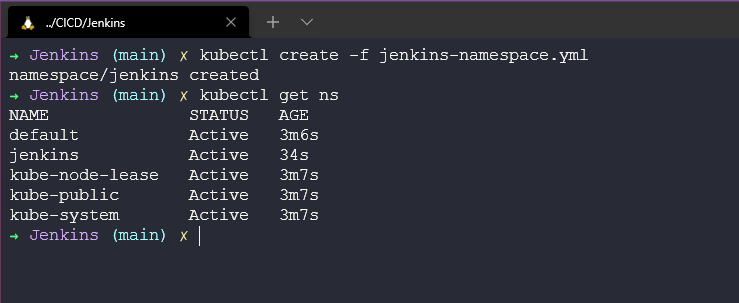 ../CICD/Jenkins
→ Jenkins (main) ✗ kubectl create -f jenkins-namespace.yml
namespace/jenkins created
→ Jenkins (main) ✗ kubectl get ns
NAME STATUS AGE
default Active 3m6s
jenkins Active 34s
kube-node-lease Active 3m7s
kube-public Active 3m7s
kube-system Active 3m7s
→ Jenkins (main) ✗